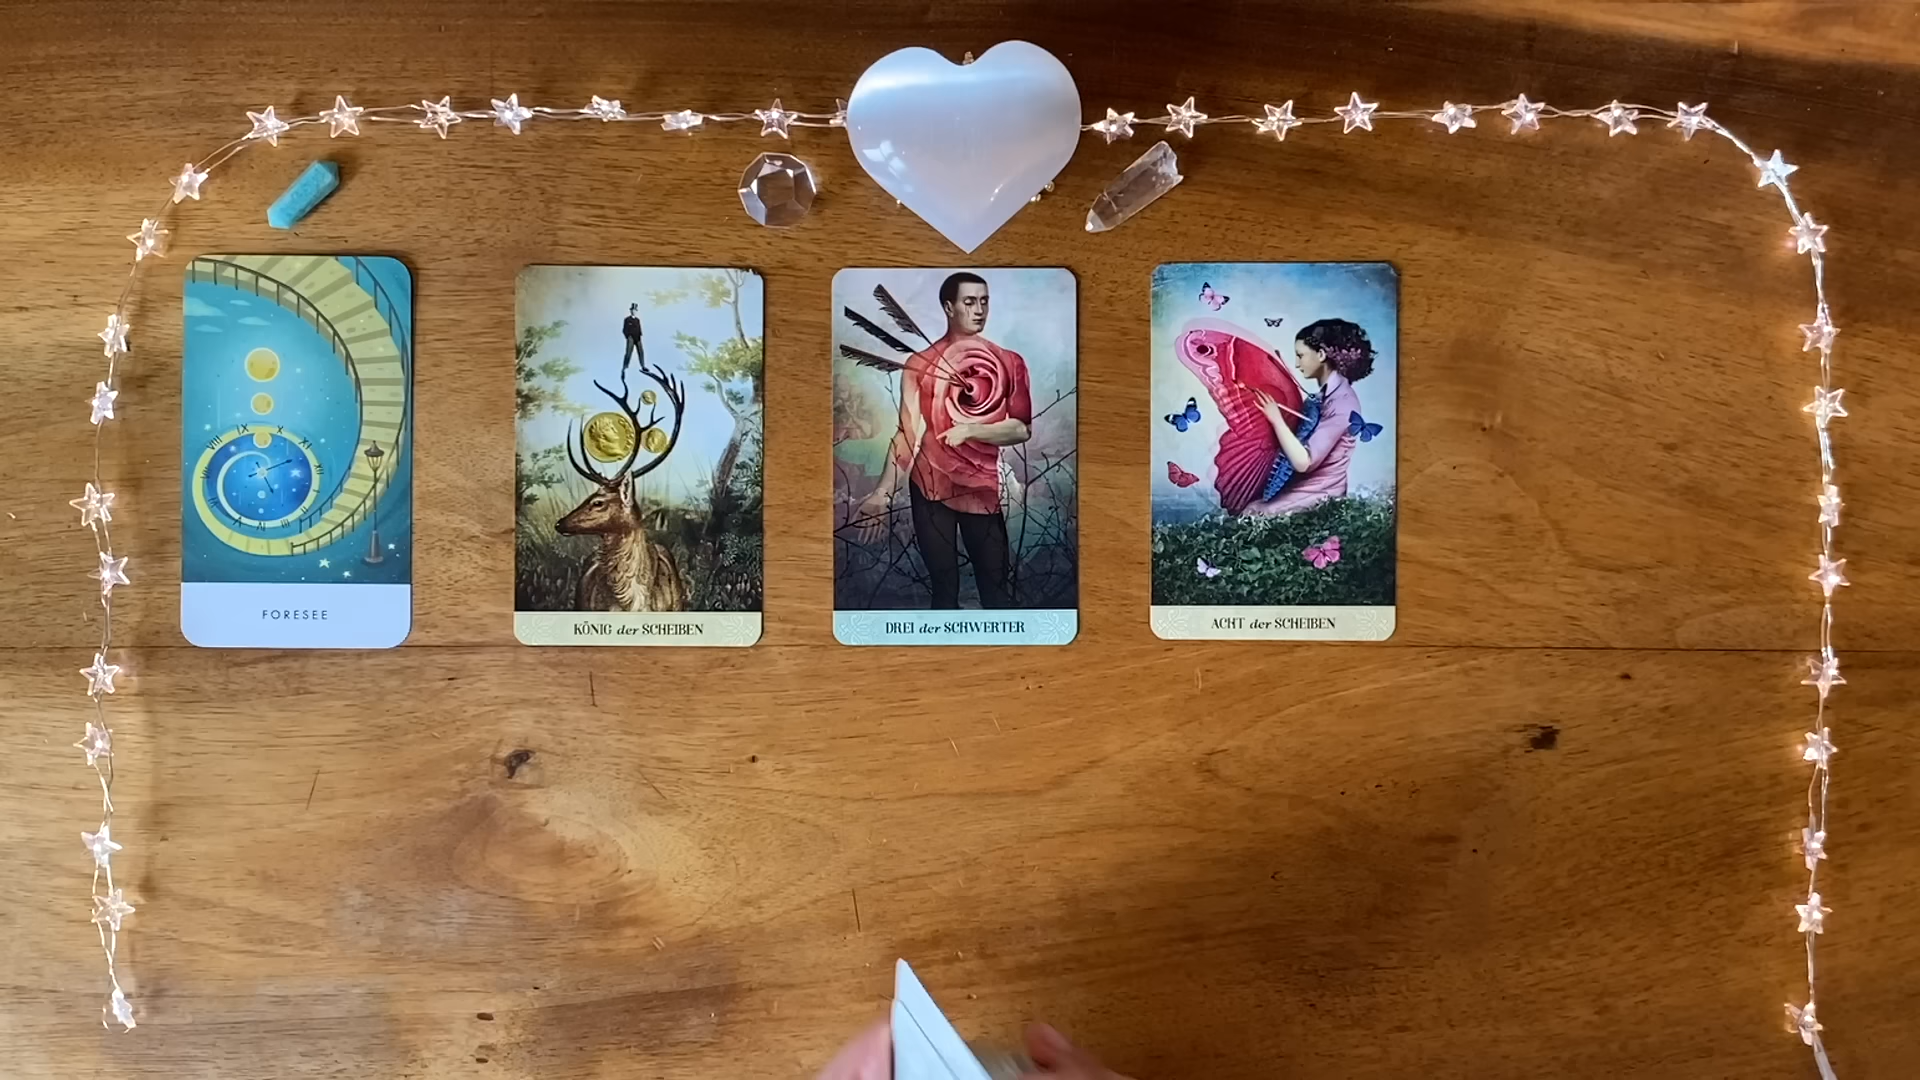 FORESEE
KÖNIG der SCHEIBEN
DREI der SCHWERTER
ACHT der SCHEIBEN